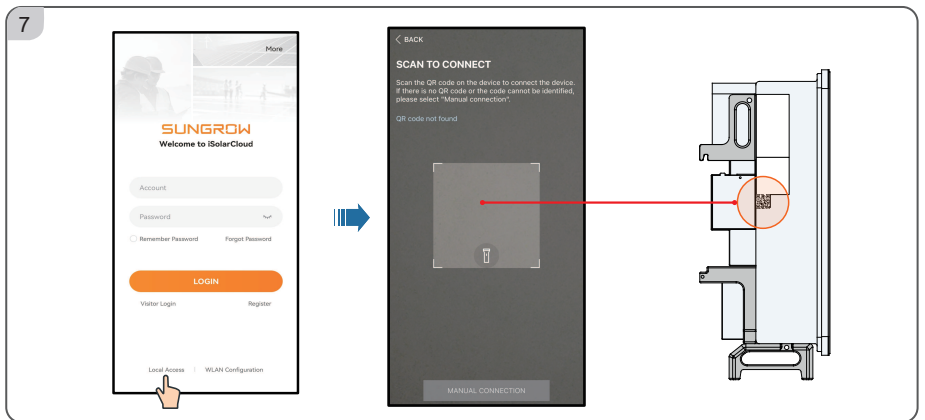 7
More
SUNGROW
Welcome to iSolarCloud
Account
Password
Remember Password Forgot Password
LOGIN
Visitor Login Register
Local Access | WLAN Configuration
< BACK
SCAN TO CONNECT
Scan the QR code on the device to connect the device.
If there is no QR code or the code cannot be identified,
please select "Manual connection".
QR code not found
MANUAL CONNECTION